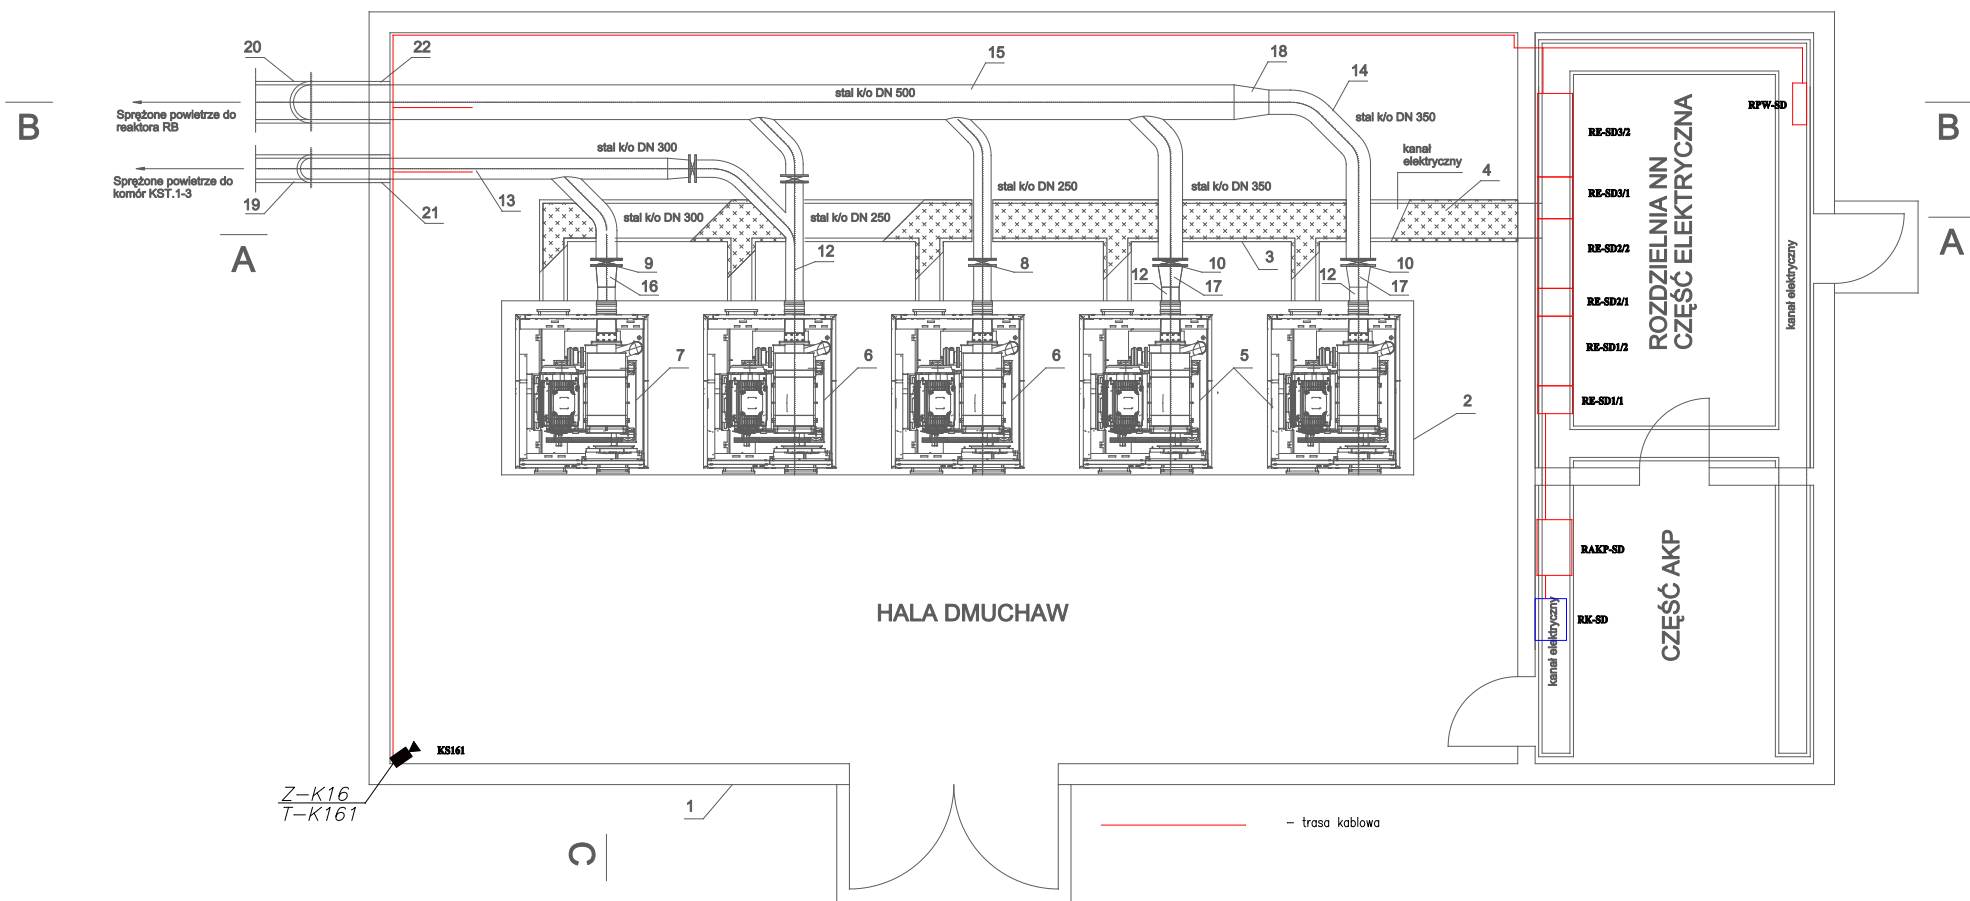 20
22
15
18
14
B
Sprężone powietrze do
reaktora RB
stal k/o DN 500
stal k/o DN 350
RPW-SD
B
RE-SD3/2
stal k/o DN 300
kanał
elektryczny
4
Sprężone powietrze do
komór KST.1-3
13
stal k/o DN 250
stal k/o DN 350
RE-SD3/1
19
21
stal k/o DN 300
stal k/o DN 250
A
A
12
3
RE-SD2/2
9
16
8
12
10
17
12
10
17
RE-SD2/1
ROZDZIELNIA NN
CZĘŚĆ ELEKTRYCZNA
kanał elektryczny
RE-SD1/2
7
6
6
5
2
RE-SD1/1
RAKP-SD
HALA DMUCHAW
RK-SD
kanał elektryczny
CZĘŚĆ AKP
KS161
Z-K16
T-K161
1
- trasa kablowa
C